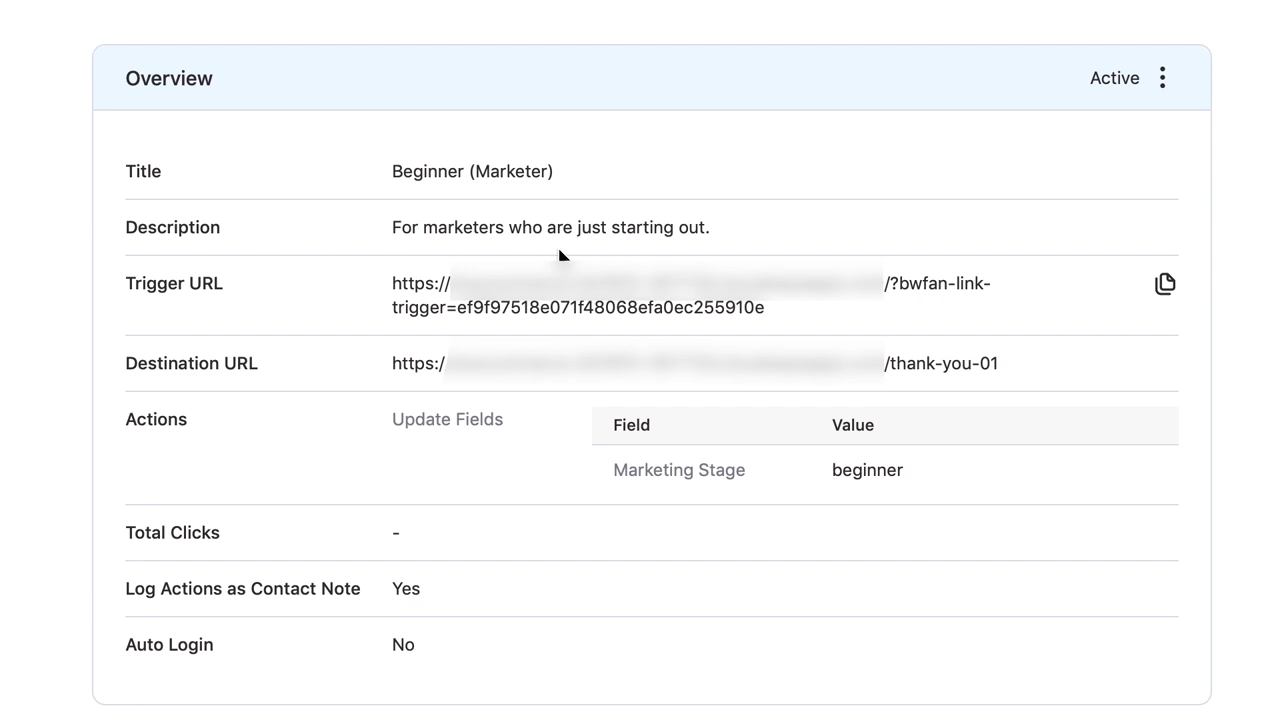 Overview Active
Title Beginner (Marketer)
Description For marketers who are just starting out.
Trigger URL https:// /?bwfan-link-
trigger=ef9f97518e071f48068efa0ec255910e
Destination URL https:/ /thank-you-01
Actions Update Fields Field Value
Marketing Stage beginner
Total Clicks -
Log Actions as Contact Note Yes
Auto Login No